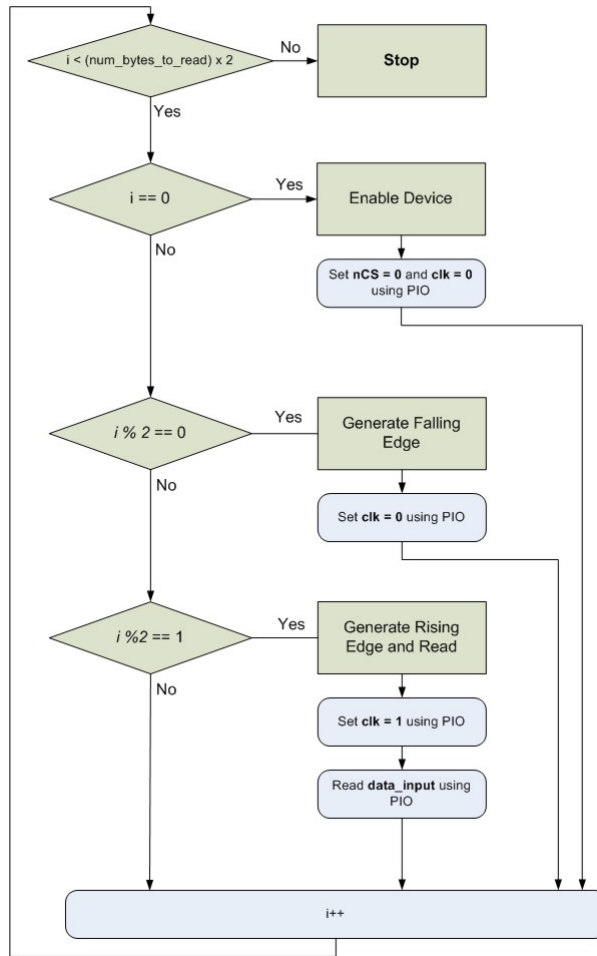 i < (num_bytes_to_read) x 2
No
Stop
Yes
i == 0
Yes
Enable Device
No
Set nCS = 0 and clk = 0
using PIO
i % 2 == 0
Yes
Generate Falling
Edge
No
Set clk = 0 using PIO
i %2 == 1
Yes
Generate Rising
Edge and Read
No
Set clk = 1 using PIO
Read data_input using
PIO
i++